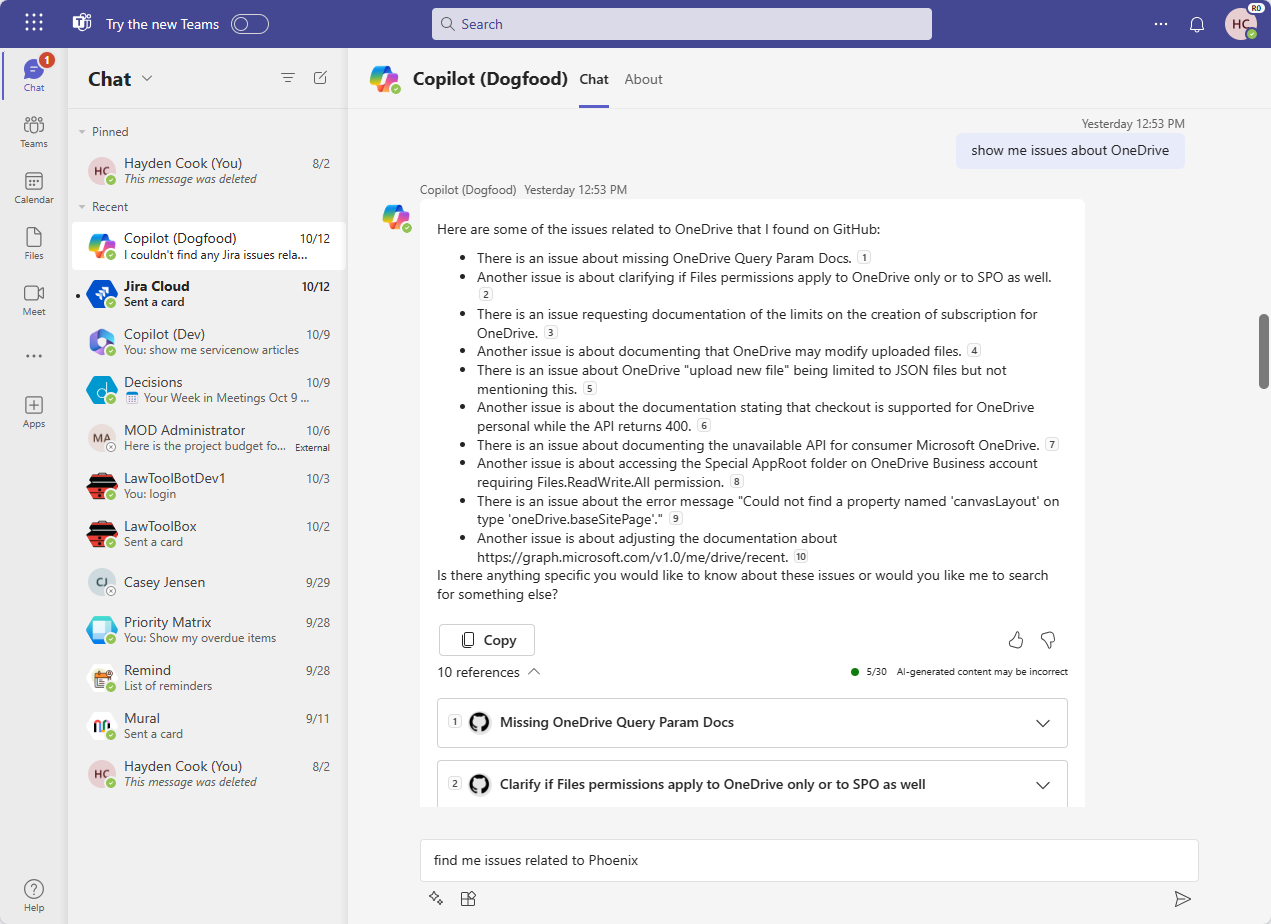 Try the new Teams
Search
HC
RO
1
Chat
Teams
Calendar
Files
Meet
Apps
Help
Chat
Pinned
HC
Hayden Cook (You)
8/2
This message was deleted
Recent
Copilot (Dogfood)
10/12
I couldn't find any Jira issues rela...
Jira Cloud
10/12
Sent a card
Copilot (Dev)
10/9
You: show me servicenow articles
Decisions
10/9
Your Week in Meetings Oct 9 ...
MA
MOD Administrator
10/6
Here is the project budget fo...
External
LawToolBotDev1
10/3
You: login
LawToolBox
10/2
Sent a card
CJ
Casey Jensen
9/29
Priority Matrix
9/28
You: Show my overdue items
Remind
9/28
List of reminders
Mural
9/11
Sent a card
HC
Hayden Cook (You)
8/2
This message was deleted
Copilot (Dogfood)
Chat
About
Yesterday 12:53 PM
show me issues about OneDrive
Copilot (Dogfood) Yesterday 12:53 PM
Here are some of the issues related to OneDrive that I found on GitHub:
There is an issue about missing OneDrive Query Param Docs. 1
Another issue is about clarifying if Files permissions apply to OneDrive only or to SPO as well.
2
There is an issue requesting documentation of the limits on the creation of subscription for
OneDrive. 3
Another issue is about documenting that OneDrive may modify uploaded files. 4
There is an issue about OneDrive "upload new file" being limited to JSON files but not
mentioning this. 5
Another issue is about the documentation stating that checkout is supported for OneDrive
personal while the API returns 400. 6
There is an issue about documenting the unavailable API for consumer Microsoft OneDrive. 7
Another issue is about accessing the Special AppRoot folder on OneDrive Business account
requiring Files.ReadWrite.All permission. 8
There is an issue about the error message "Could not find a property named 'canvasLayout' on
type 'oneDrive.baseSitePage'." 9
Another issue is about adjusting the documentation about
https://graph.microsoft.com/v1.0/me/drive/recent. 10
Is there anything specific you would like to know about these issues or would you like me to search
for something else?
Copy
10 references
5/30 AI-generated content may be incorrect
1 Missing OneDrive Query Param Docs
2 Clarify if Files permissions apply to OneDrive only or to SPO as well
find me issues related to Phoenix